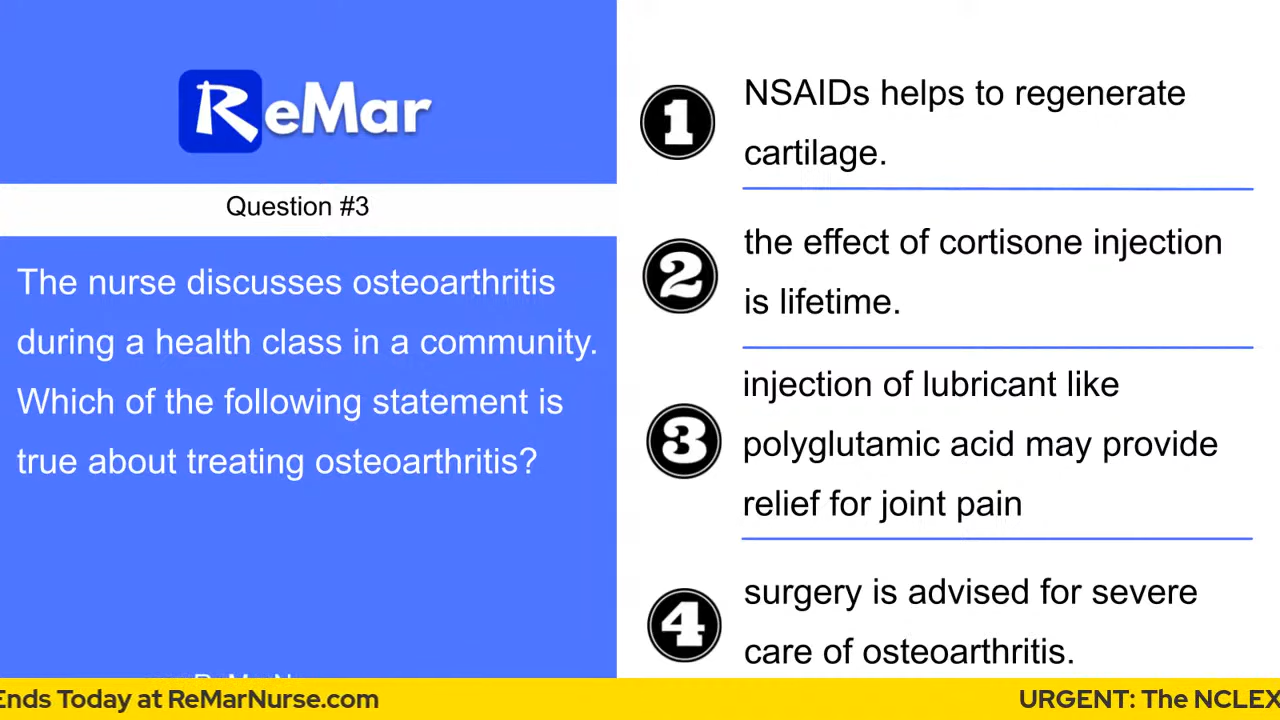 ReMar
Question #3
The nurse discusses osteoarthritis
during a health class in a community.
Which of the following statement is
true about treating osteoarthritis?
1
NSAIDs helps to regenerate
cartilage.
2
the effect of cortisone injection
is lifetime.
3
injection of lubricant like
polyglutamic acid may provide
relief for joint pain
4
surgery is advised for severe
care of osteoarthritis.
Ends Today at ReMarNurse.com
URGENT: The NCLEX